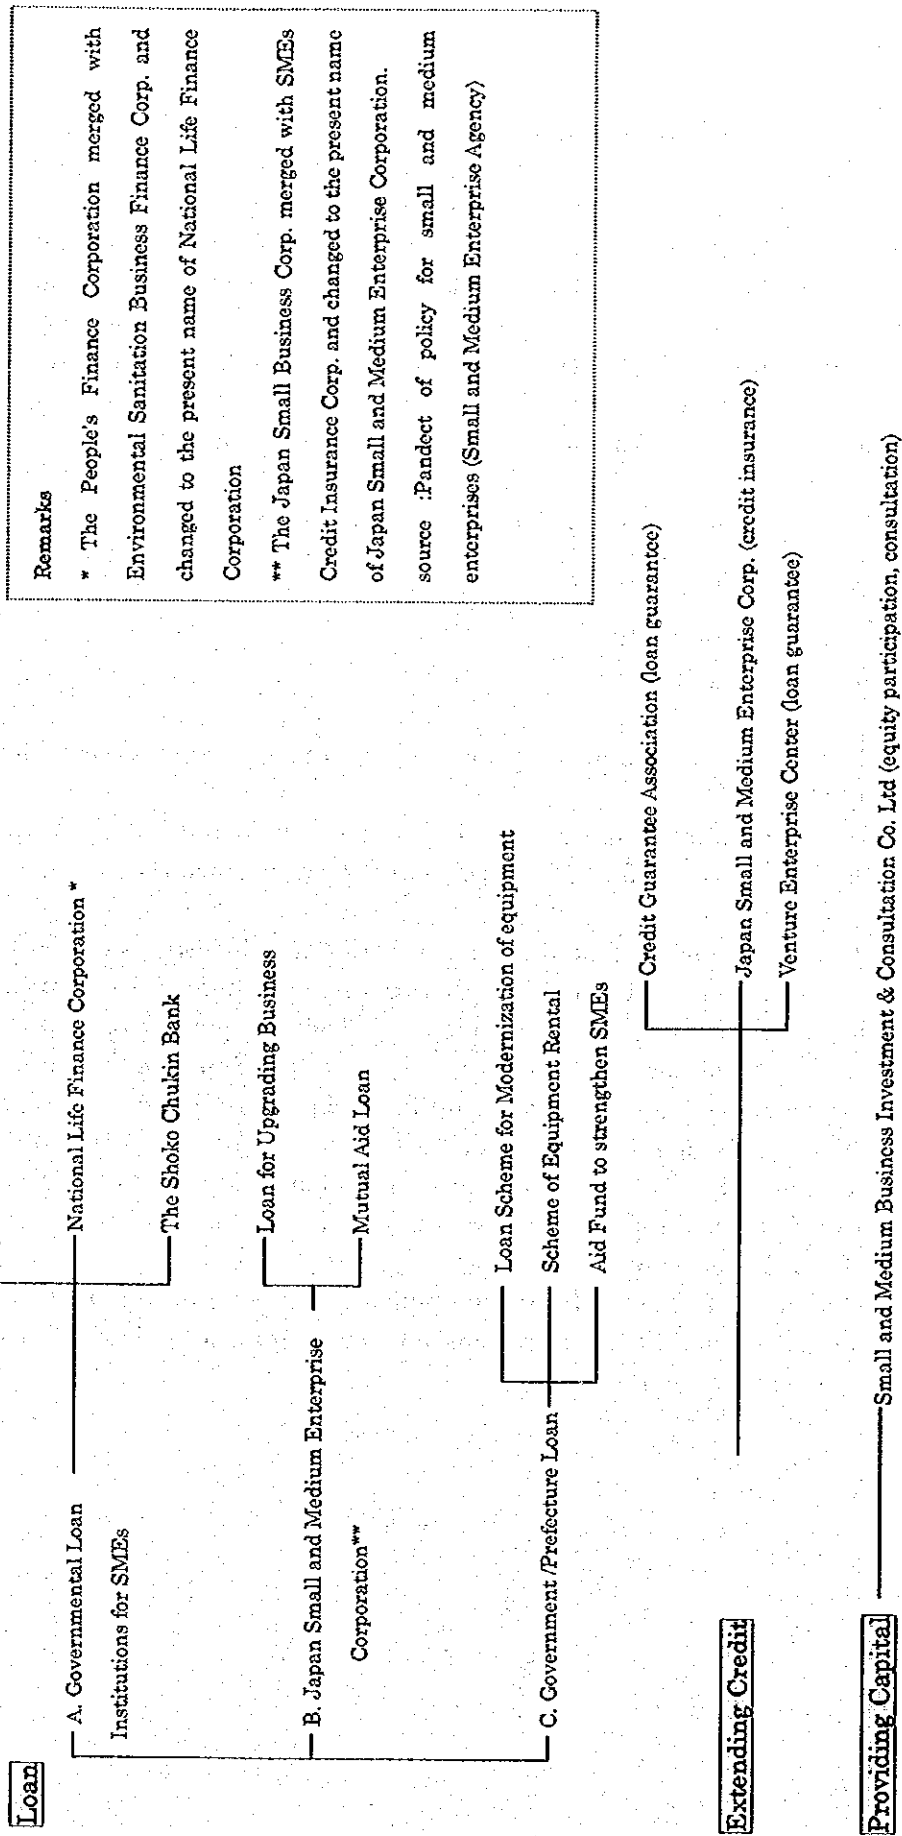 Loan
A. Governmental Loan
Institutions for SMEs
National Life Finance Corporation *
The Shoko Chukin Bank
B. Japan Small and Medium Enterprise
Corporation**
Loan for Upgrading Business
Mutual Aid Loan
C. Government /Prefecture Loan
Loan Scheme for Modernization of equipment
Scheme of Equipment Rental
Aid Fund to strengthen SMEs
Extending Credit
Credit Guarantee Association (loan guarantee)
Japan Small and Medium Enterprise Corp. (credit insurance)
Venture Enterprise Center (loan guarantee)
Providing Capital
Small and Medium Business Investment & Consultation Co. Ltd (equity participation, consultation)
Remarks
* The People's Finance Corporation merged with
Environmental Sanitation Business Finance Corp. and
changed to the present name of National Life Finance
Corporation
** The Japan Small Business Corp. merged with SMEs
Credit Insurance Corp. and changed to the present name
of Japan Small and Medium Enterprise Corporation.
source :Pandect of policy for small and medium
enterprises (Small and Medium Enterprise Agency)